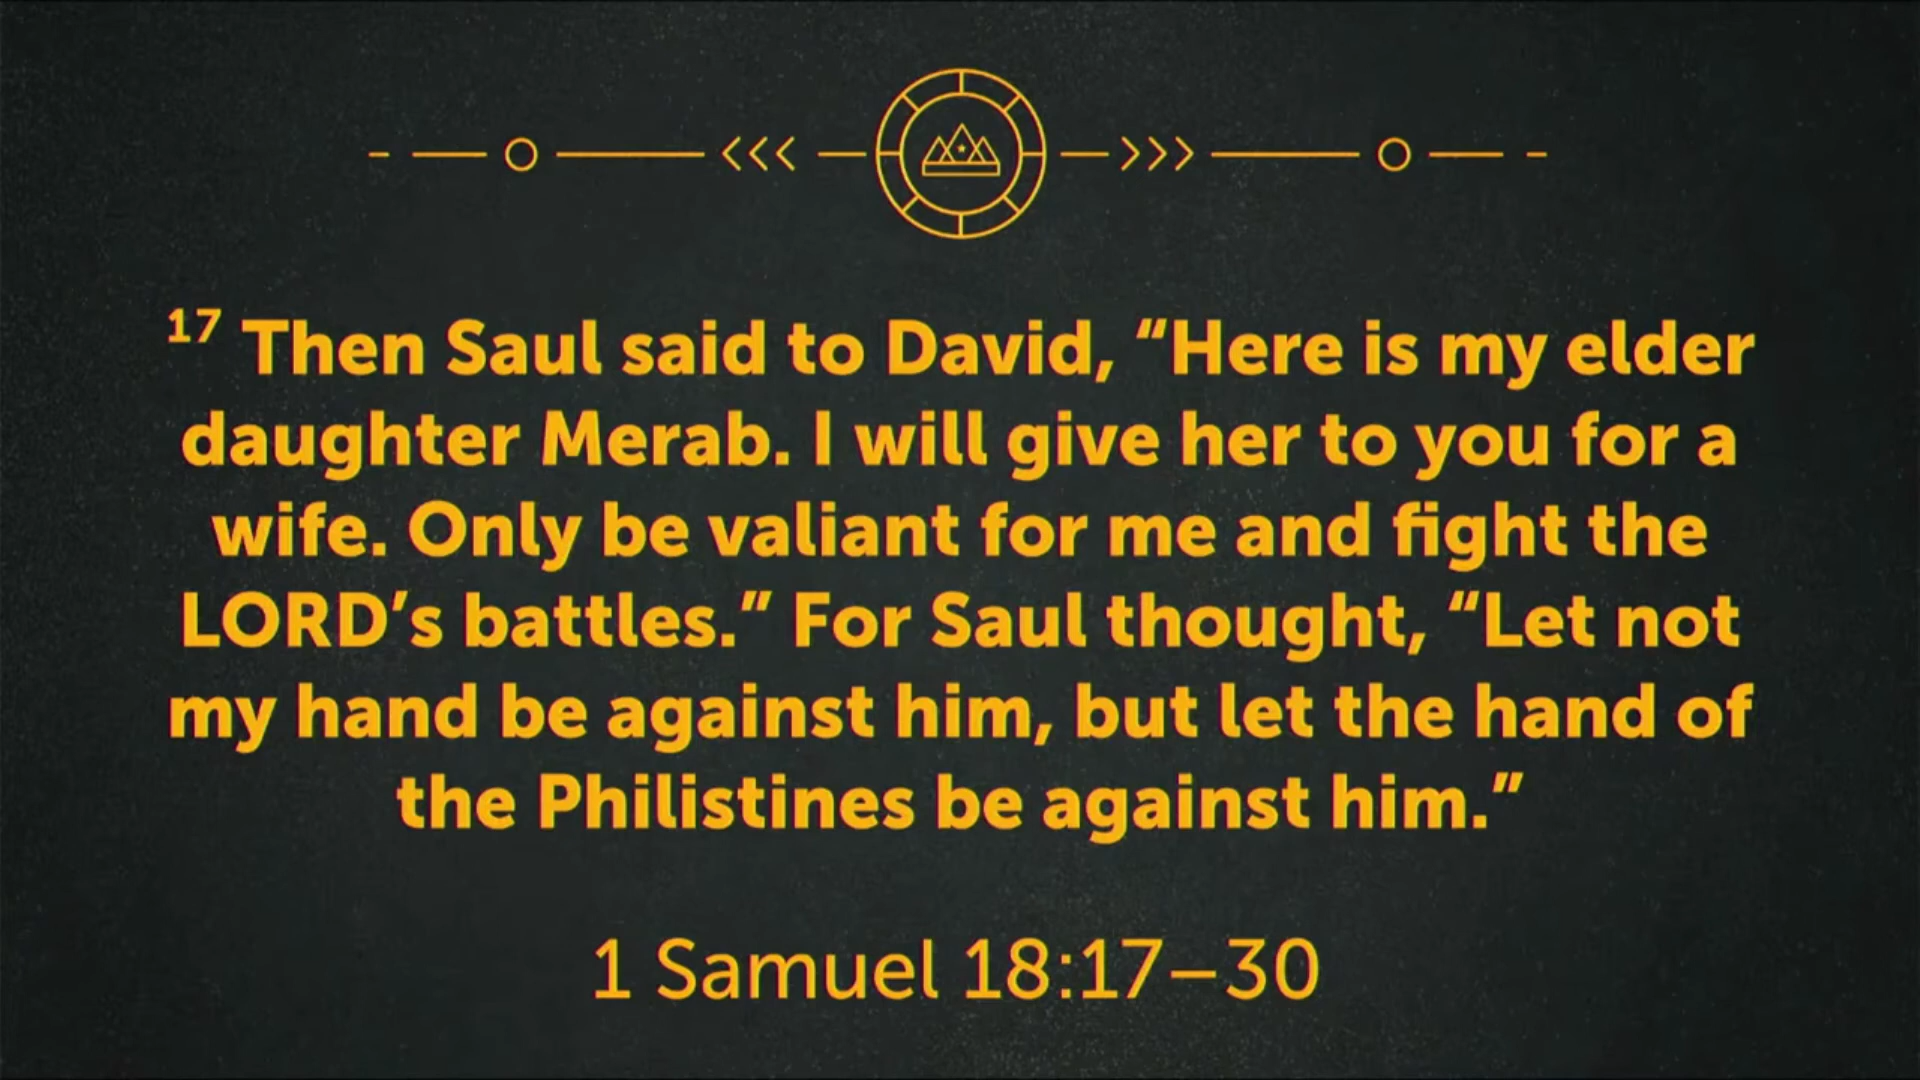 17 Then Saul said to David, “Here is my elder
daughter Merab. I will give her to you for a
wife. Only be valiant for me and fight the
LORD’s battles.” For Saul thought, “Let not
my hand be against him, but let the hand of
the Philistines be against him.”
1 Samuel 18:17–30